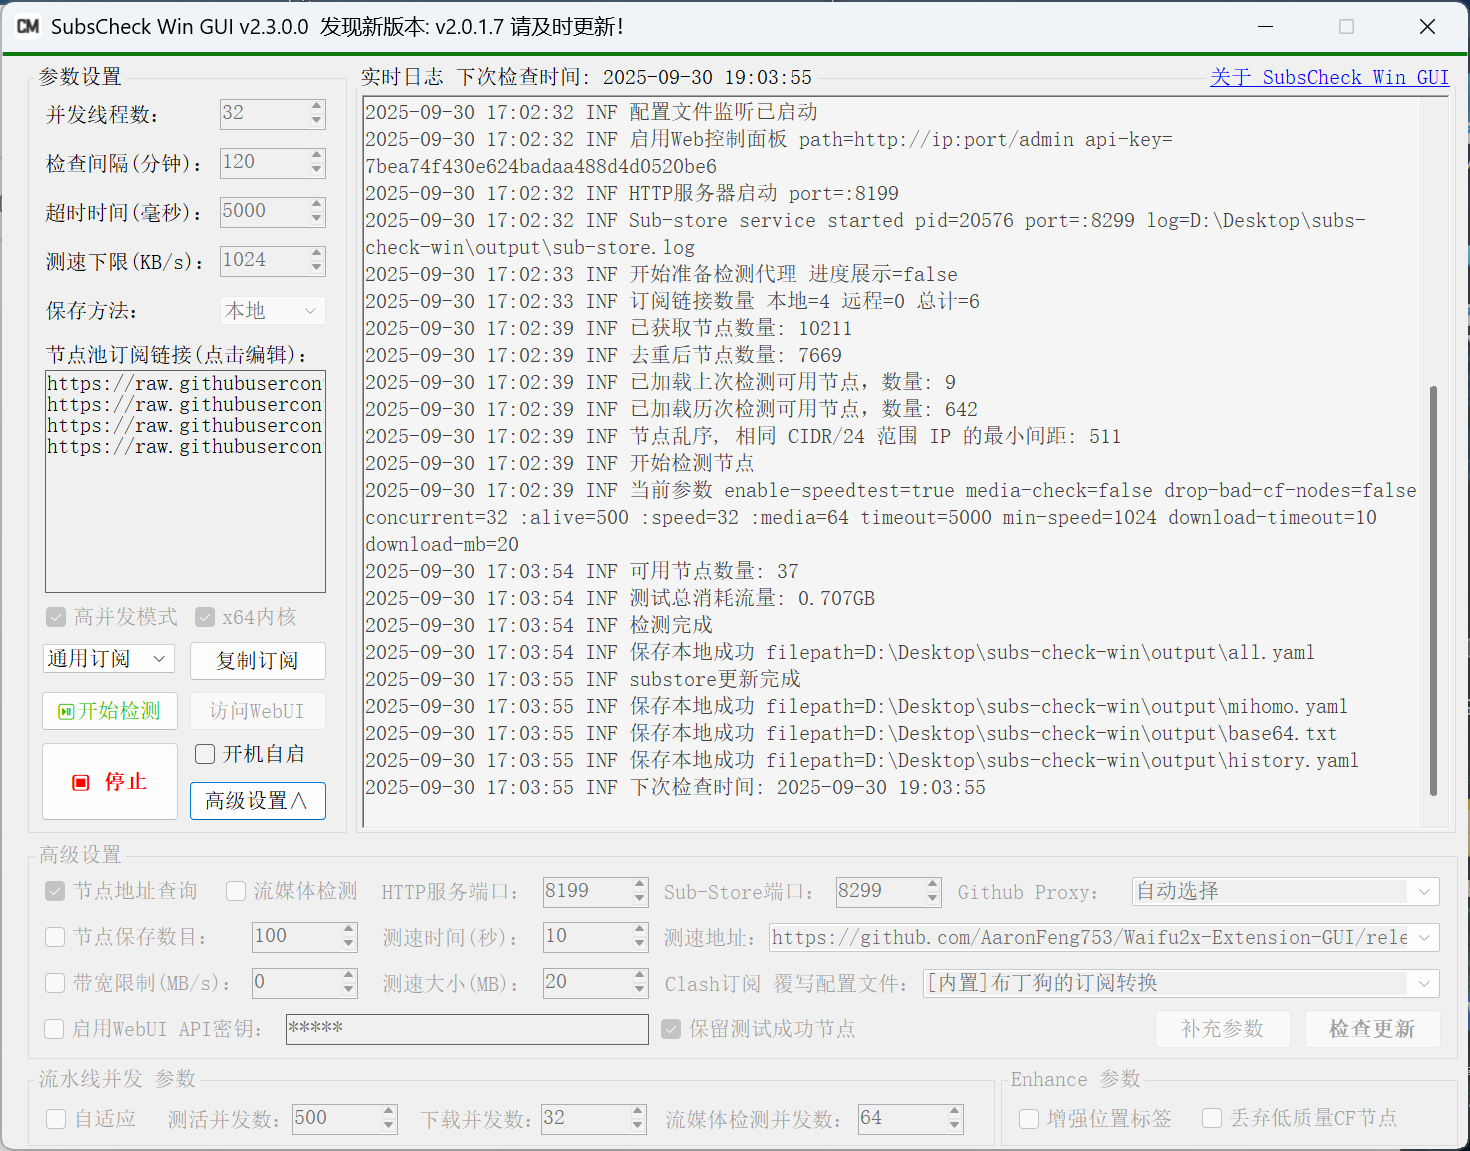 CM SubsCheck Win GUI v2.3.0.0 发现新版本: v2.0.1.7 请及时更新!
参数设置
并发线程数: 32
检查间隔(分钟): 120
超时时间(毫秒): 5000
测速下限(KB/s): 1024
保存方法: 本地
节点池订阅链接(点击编辑):
https://raw.githubusercon
https://raw.githubusercon
https://raw.githubusercon
https://raw.githubusercon
高并发模式 x64内核
通用订阅 复制订阅
开始检测 访问WebUI
停止 开机自启
高级设置∧
实时日志 下次检查时间: 2025-09-30 19:03:55 关于 SubsCheck Win GUI
2025-09-30 17:02:32 INF 配置文件监听已启动
2025-09-30 17:02:32 INF 启用Web控制面板 path=http://ip:port/admin api-key=
7bea74f430e624badaa488d4d0520be6
2025-09-30 17:02:32 INF HTTP服务器启动 port=:8199
2025-09-30 17:02:32 INF Sub-store service started pid=20576 port=:8299 log=D:\Desktop\subs-
check-win\output\sub-store.log
2025-09-30 17:02:33 INF 开始准备检测代理 进度展示=false
2025-09-30 17:02:33 INF 订阅链接数量 本地=4 远程=0 总计=6
2025-09-30 17:02:39 INF 已获取节点数量: 10211
2025-09-30 17:02:39 INF 去重后节点数量: 7669
2025-09-30 17:02:39 INF 已加载上次检测可用节点，数量: 9
2025-09-30 17:02:39 INF 已加载历次检测可用节点，数量: 642
2025-09-30 17:02:39 INF 节点乱序, 相同 CIDR/24 范围 IP 的最小间距: 511
2025-09-30 17:02:39 INF 开始检测节点
2025-09-30 17:02:39 INF 当前参数 enable-speedtest=true media-check=false drop-bad-cf-nodes=false
concurrent=32 :alive=500 :speed=32 :media=64 timeout=5000 min-speed=1024 download-timeout=10
download-mb=20
2025-09-30 17:03:54 INF 可用节点数量: 37
2025-09-30 17:03:54 INF 测试总消耗流量: 0.707GB
2025-09-30 17:03:54 INF 检测完成
2025-09-30 17:03:54 INF 保存本地成功 filepath=D:\Desktop\subs-check-win\output\all.yaml
2025-09-30 17:03:55 INF substore更新完成
2025-09-30 17:03:55 INF 保存本地成功 filepath=D:\Desktop\subs-check-win\output\mihomo.yaml
2025-09-30 17:03:55 INF 保存本地成功 filepath=D:\Desktop\subs-check-win\output\base64.txt
2025-09-30 17:03:55 INF 保存本地成功 filepath=D:\Desktop\subs-check-win\output\history.yaml
2025-09-30 17:03:55 INF 下次检查时间: 2025-09-30 19:03:55
高级设置
节点地址查询 流媒体检测 HTTP服务端口: 8199 Sub-Store端口: 8299 Github Proxy: 自动选择
节点保存数目: 100 测速时间(秒): 10 测速地址: https://github.com/AaronFeng753/Waifu2x-Extension-GUI/rele
带宽限制(MB/s): 0 测速大小(MB): 20 Clash订阅 覆写配置文件: [内置]布丁狗的订阅转换
启用WebUI API密钥: ***** 保留测试成功节点 补充参数 检查更新
流水线并发 参数
自适应 测活并发数: 500 下载并发数: 32 流媒体检测并发数: 64
Enhance 参数
增强位置标签 丢弃低质量CF节点